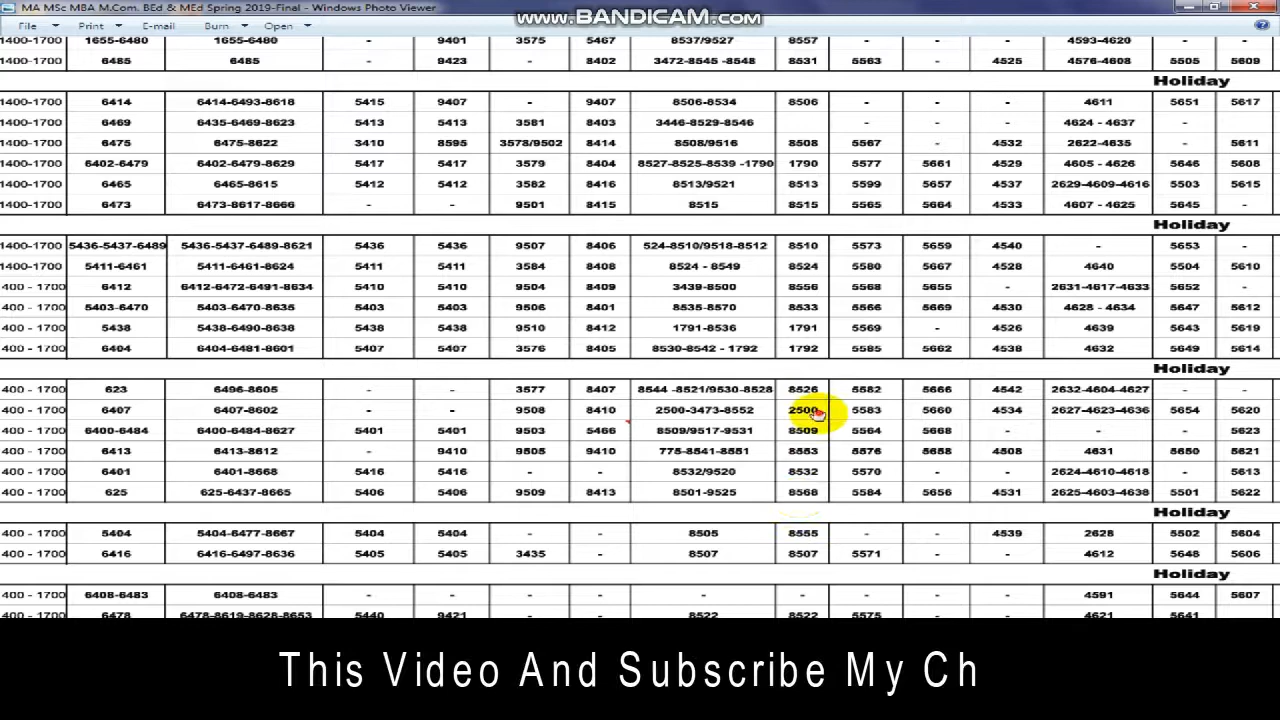 MA MSc MBA M.Com. BEd & MEd Spring 2019-Final - Windows Photo Viewer
www.BANDICAM.com
File Print E-mail Burn Open
1400-1700 1655-6480 1655-6480 - 9401 3575 5467 8537/9527 8557 - - - 4593-4620 - -
1400-1700 6485 6485 - 9423 - 8402 3472-8545 -8548 8531 5563 - 4525 4576-4608 5505 5609
Holiday
1400-1700 6414 6414-6493-8618 5415 9407 - 9407 8506-8534 8506 - - - 4611 5651 5617
1400-1700 6469 6435-6469-8623 5413 5413 3581 8403 3446-8529-8546 - - - 4624 - 4637 -
1400-1700 6475 6475-8622 3410 8595 3578/9502 8414 8508/9516 8508 5567 - 4532 2622-4635 - 5611
1400-1700 6402-6479 6402-6479-8629 5417 5417 3579 8404 8527-8525-8539 -1790 1790 5577 5661 4529 4605 - 4626 5646 5608
1400-1700 6465 6465-8615 5412 5412 3582 8416 8513/9521 8513 5599 5657 4537 2629-4609-4616 5503 5615
1400-1700 6473 6473-8617-8666 - - 9501 8415 8515 8515 5565 5664 4533 4607 - 4625 5645 -
Holiday
1400-1700 5436-5437-6489 5436-5437-6489-8621 5436 5436 9507 8406 524-8510/9518-8512 8510 5573 5659 4540 - 5653 -
1400-1700 5411-6461 5411-6461-8624 5411 5411 3584 8408 8524 - 8549 8524 5580 5667 4528 4640 5504 5610
400 - 1700 6412 6412-6472-6491-8634 5410 5410 9504 8409 3439-8500 8556 5568 5655 - 2631-4617-4633 5652 -
400 - 1700 5403-6470 5403-6470-8635 5403 5403 9506 8401 8535-8570 8533 5566 5669 4530 4628 - 4634 5647 5612
400 - 1700 5438 5438-6490-8638 5438 5438 9510 8412 1791-8536 1791 5569 - 4526 4639 5643 5619
400 - 1700 6404 6404-6481-8601 5407 5407 3576 8405 8530-8542 - 1792 1792 5585 5662 4538 4632 5649 5614
Holiday
400 - 1700 623 6496-8605 - - 3577 8407 8544 -8521/9530-8528 8526 5582 5666 4542 2632-4604-4627 - -
400 - 1700 6407 6407-8602 - - 9508 8410 2500-3473-8552 2500 5583 5660 4534 2627-4623-4636 5654 5620
400 - 1700 6400-6484 6400-6484-8627 5401 5401 9503 5466 8509/9517-9531 8509 5564 5668 - - - 5623
400 - 1700 6413 6413-8612 - 9410 9505 9410 775-8541-8551 8553 5576 5658 4508 4631 5650 5621
400 - 1700 6401 6401-8668 5416 5416 - - 8532/9520 8532 5570 - - 2624-4610-4618 - 5613
400 - 1700 625 625-6437-8665 5406 5406 9509 8413 8501-9525 8568 5584 5656 4531 2625-4603-4638 5501 5622
Holiday
400 - 1700 5404 5404-6477-8667 5404 5404 - - 8505 8555 - - 4539 2628 5502 5604
400 - 1700 6416 6416-6497-8636 5405 5405 3435 - 8507 8507 5571 - - 4612 5648 5606
Holiday
400 - 1700 6408-6483 6408-6483 - - - - - - - - - 4591 5644 5607
400 - 1700 6478 6478-8619-8628-8653 5440 9421 - - 8522 8522 5575 - - 4621 5641
This Video And Subscribe My Ch